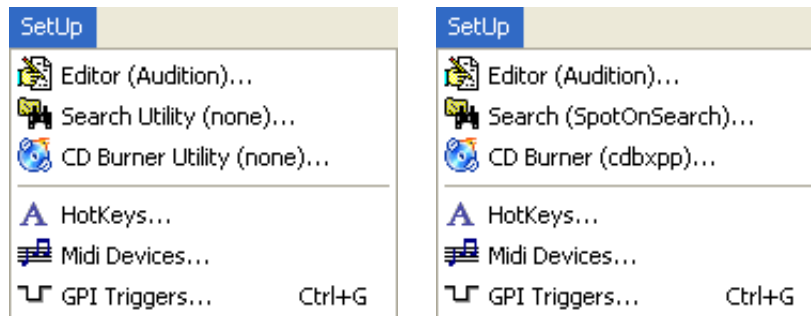 SetUp
Editor (Audition)...
Search Utility (none)...
CD Burner Utility (none)...
HotKeys...
Midi Devices...
GPI Triggers... Ctrl+G
SetUp
Editor (Audition)...
Search (SpotOnSearch)...
CD Burner (cdbxpp)...
HotKeys...
Midi Devices...
GPI Triggers... Ctrl+G